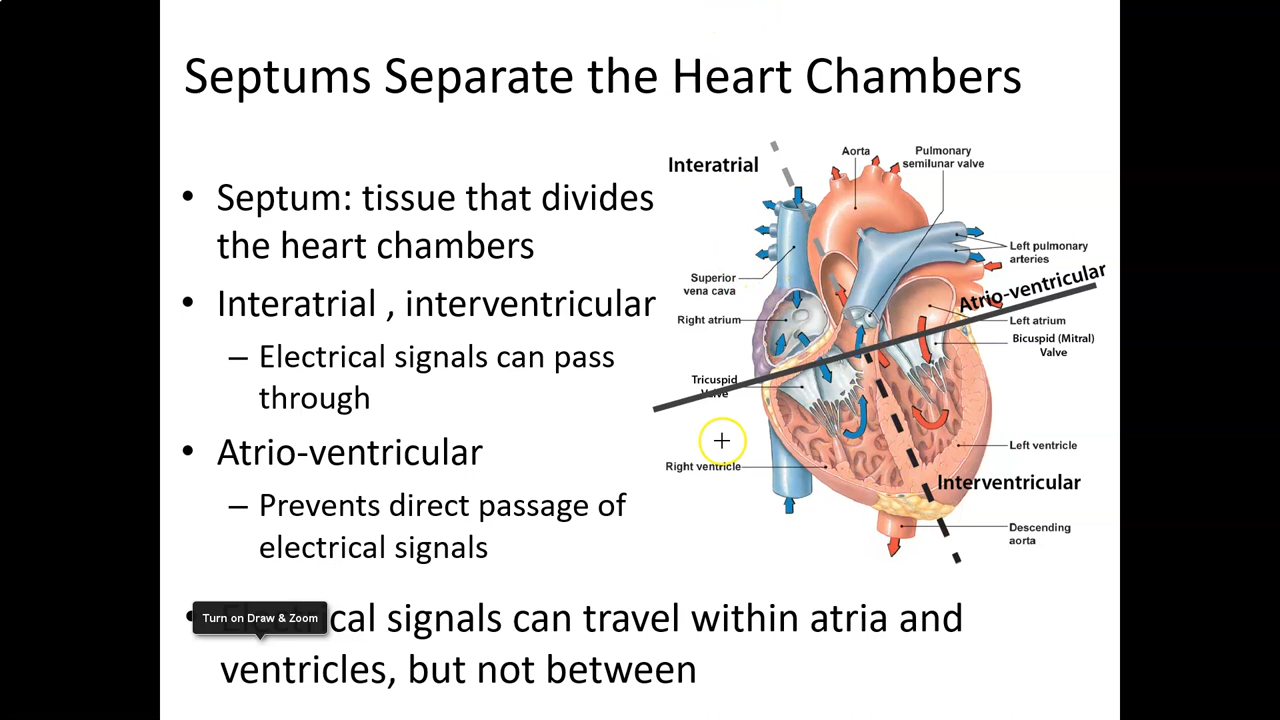 Septums Separate the Heart Chambers
• Septum: tissue that divides
the heart chambers
• Interatrial , interventricular
– Electrical signals can pass
through
• Atrio-ventricular
– Prevents direct passage of
electrical signals
• Electrical signals can travel within atria and
ventricles, but not between
Turn on Draw & Zoom
Interatrial
Aorta
Pulmonary
semilunar valve
Left pulmonary
arteries
Superior
vena cava
Atrio-ventricular
Right atrium
Left atrium
Bicuspid (Mitral)
Valve
Tricuspid
Valve
Left ventricle
Right ventricle
Interventricular
Descending
aorta